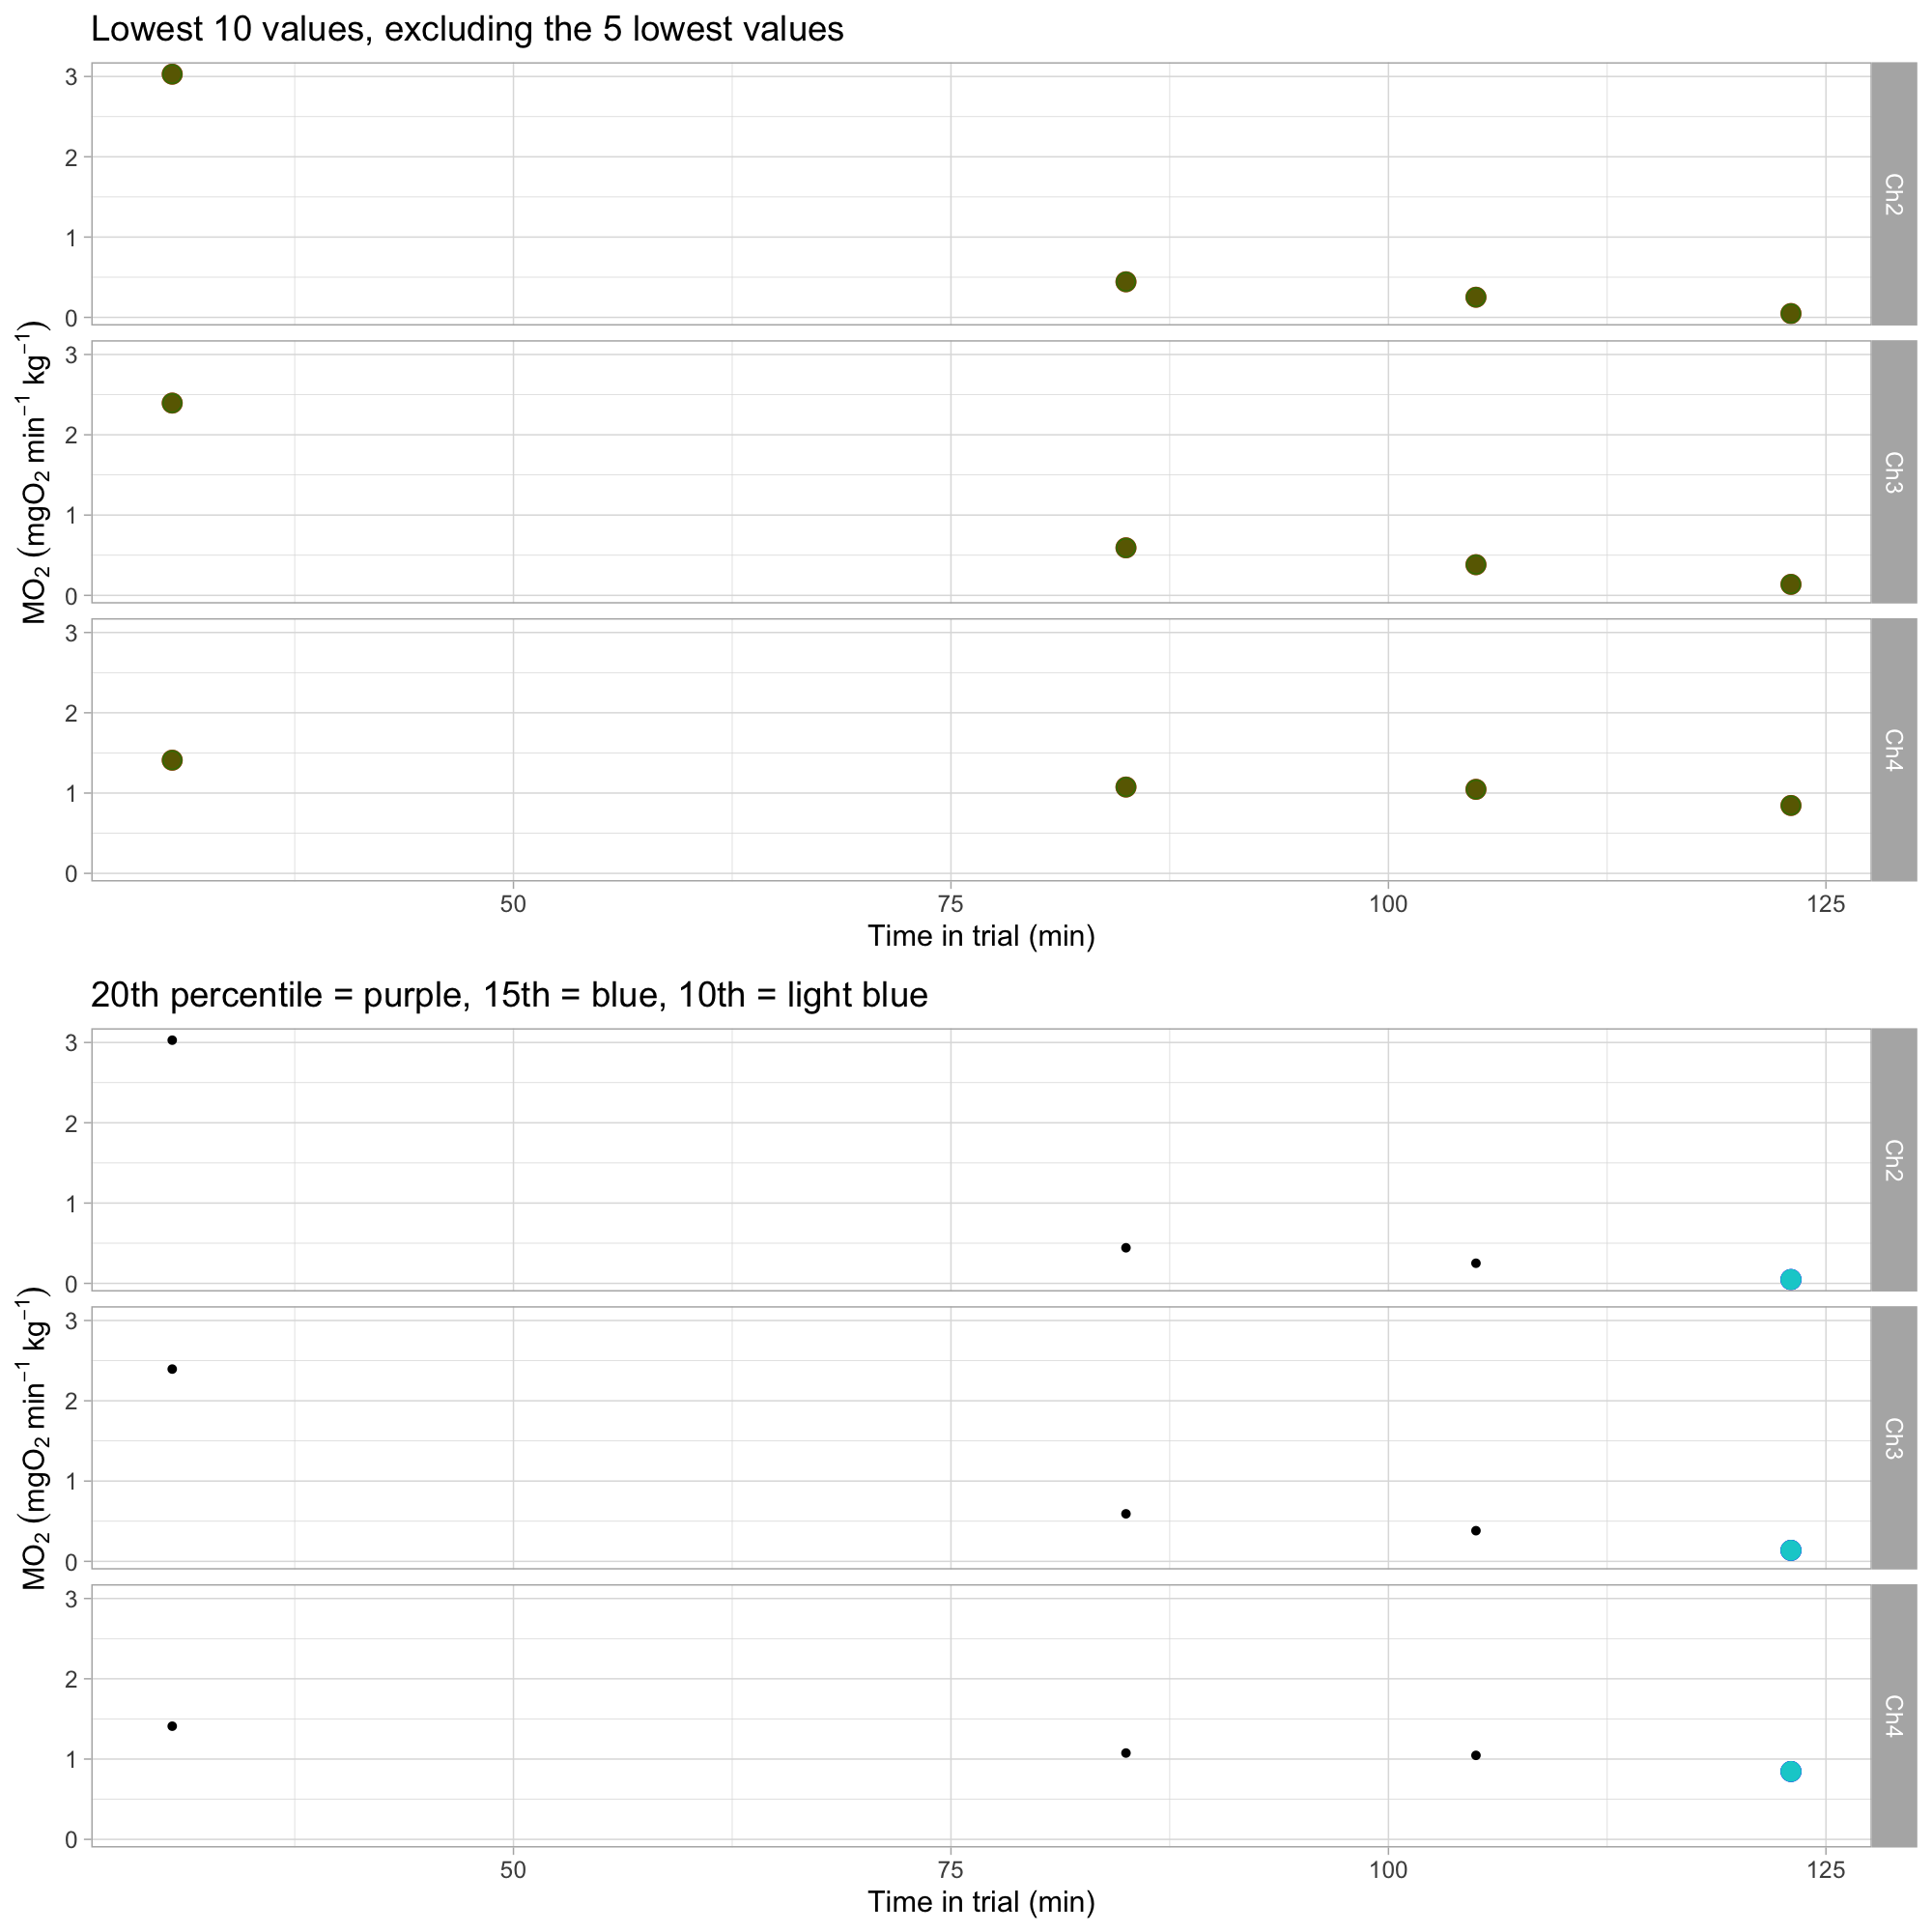 Lowest 10 values, excluding the 5 lowest values
MO₂ (mgO₂ min⁻¹ kg⁻¹)
3
2
1
0
Ch2
3
2
1
0
Ch3
3
2
1
0
Ch4
50 75 100 125
Time in trial (min)
20th percentile = purple, 15th = blue, 10th = light blue
MO₂ (mgO₂ min⁻¹ kg⁻¹)
3
2
1
0
Ch2
3
2
1
0
Ch3
3
2
1
0
Ch4
50 75 100 125
Time in trial (min)